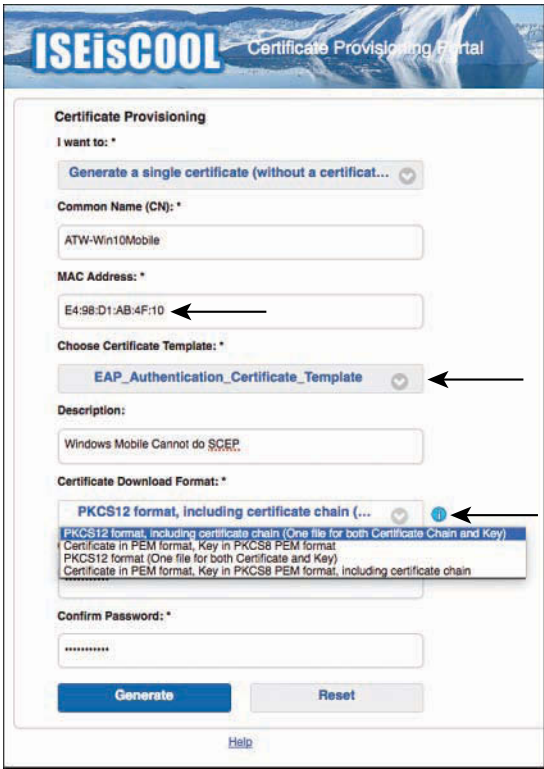 ISEisCOOL
Certificate Provisioning Portal
Certificate Provisioning
I want to: *
Generate a single certificate (without a certificat...
Common Name (CN): *
ATW-Win10Mobile
MAC Address: *
E4:98:D1:AB:4F:10
Choose Certificate Template: *
EAP_Authentication_Certificate_Template
Description:
Windows Mobile Cannot do SCEP
Certificate Download Format: *
PKCS12 format, including certificate chain (...
PKCS12 format, including certificate chain (One file for both Certificate Chain and Key)
Certificate in PEM format, Key in PKCS8 PEM format
PKCS12 format (One file for both Certificate and Key)
Certificate in PEM format, Key in PKCS8 PEM format, including certificate chain
•••••••••••
Confirm Password: *
•••••••••••
Generate
Reset
Help